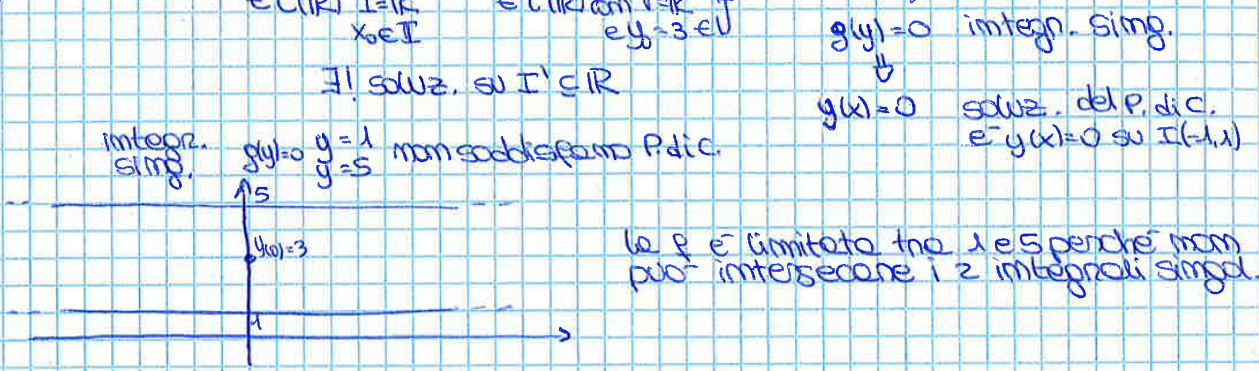 ∈ C(ℝ) I=ℝ
x₀∈I
∈ C(ℝ) con J=ℝ
e y₀=3 ∈ J
∃! soluz. su I' ⊆ ℝ
integr. sing. g(y)=0 y=1 y=5 non soddisfano P. di C.
5
y(0)=3
1
g(y)=0 integr. sing.
⇓
y(x)=0 soluz. del P. di C.
è y(x)=0 su I(-1,1)
la f è limitata tra 1 e 5 perché non
può intersecare i 2 integrali singol